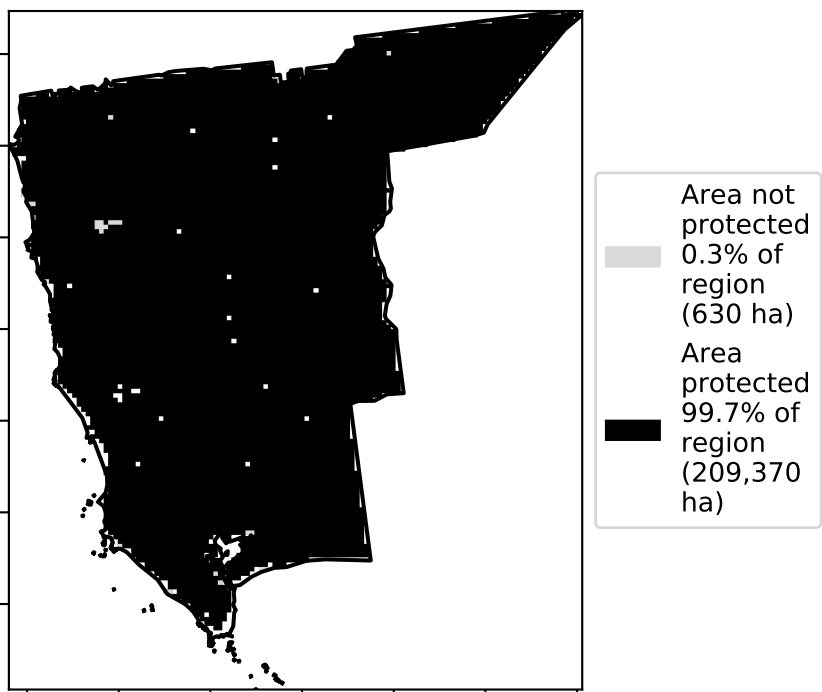 Area not
protected
0.3% of
region
(630 ha)
Area
protected
99.7% of
region
(209,370
ha)